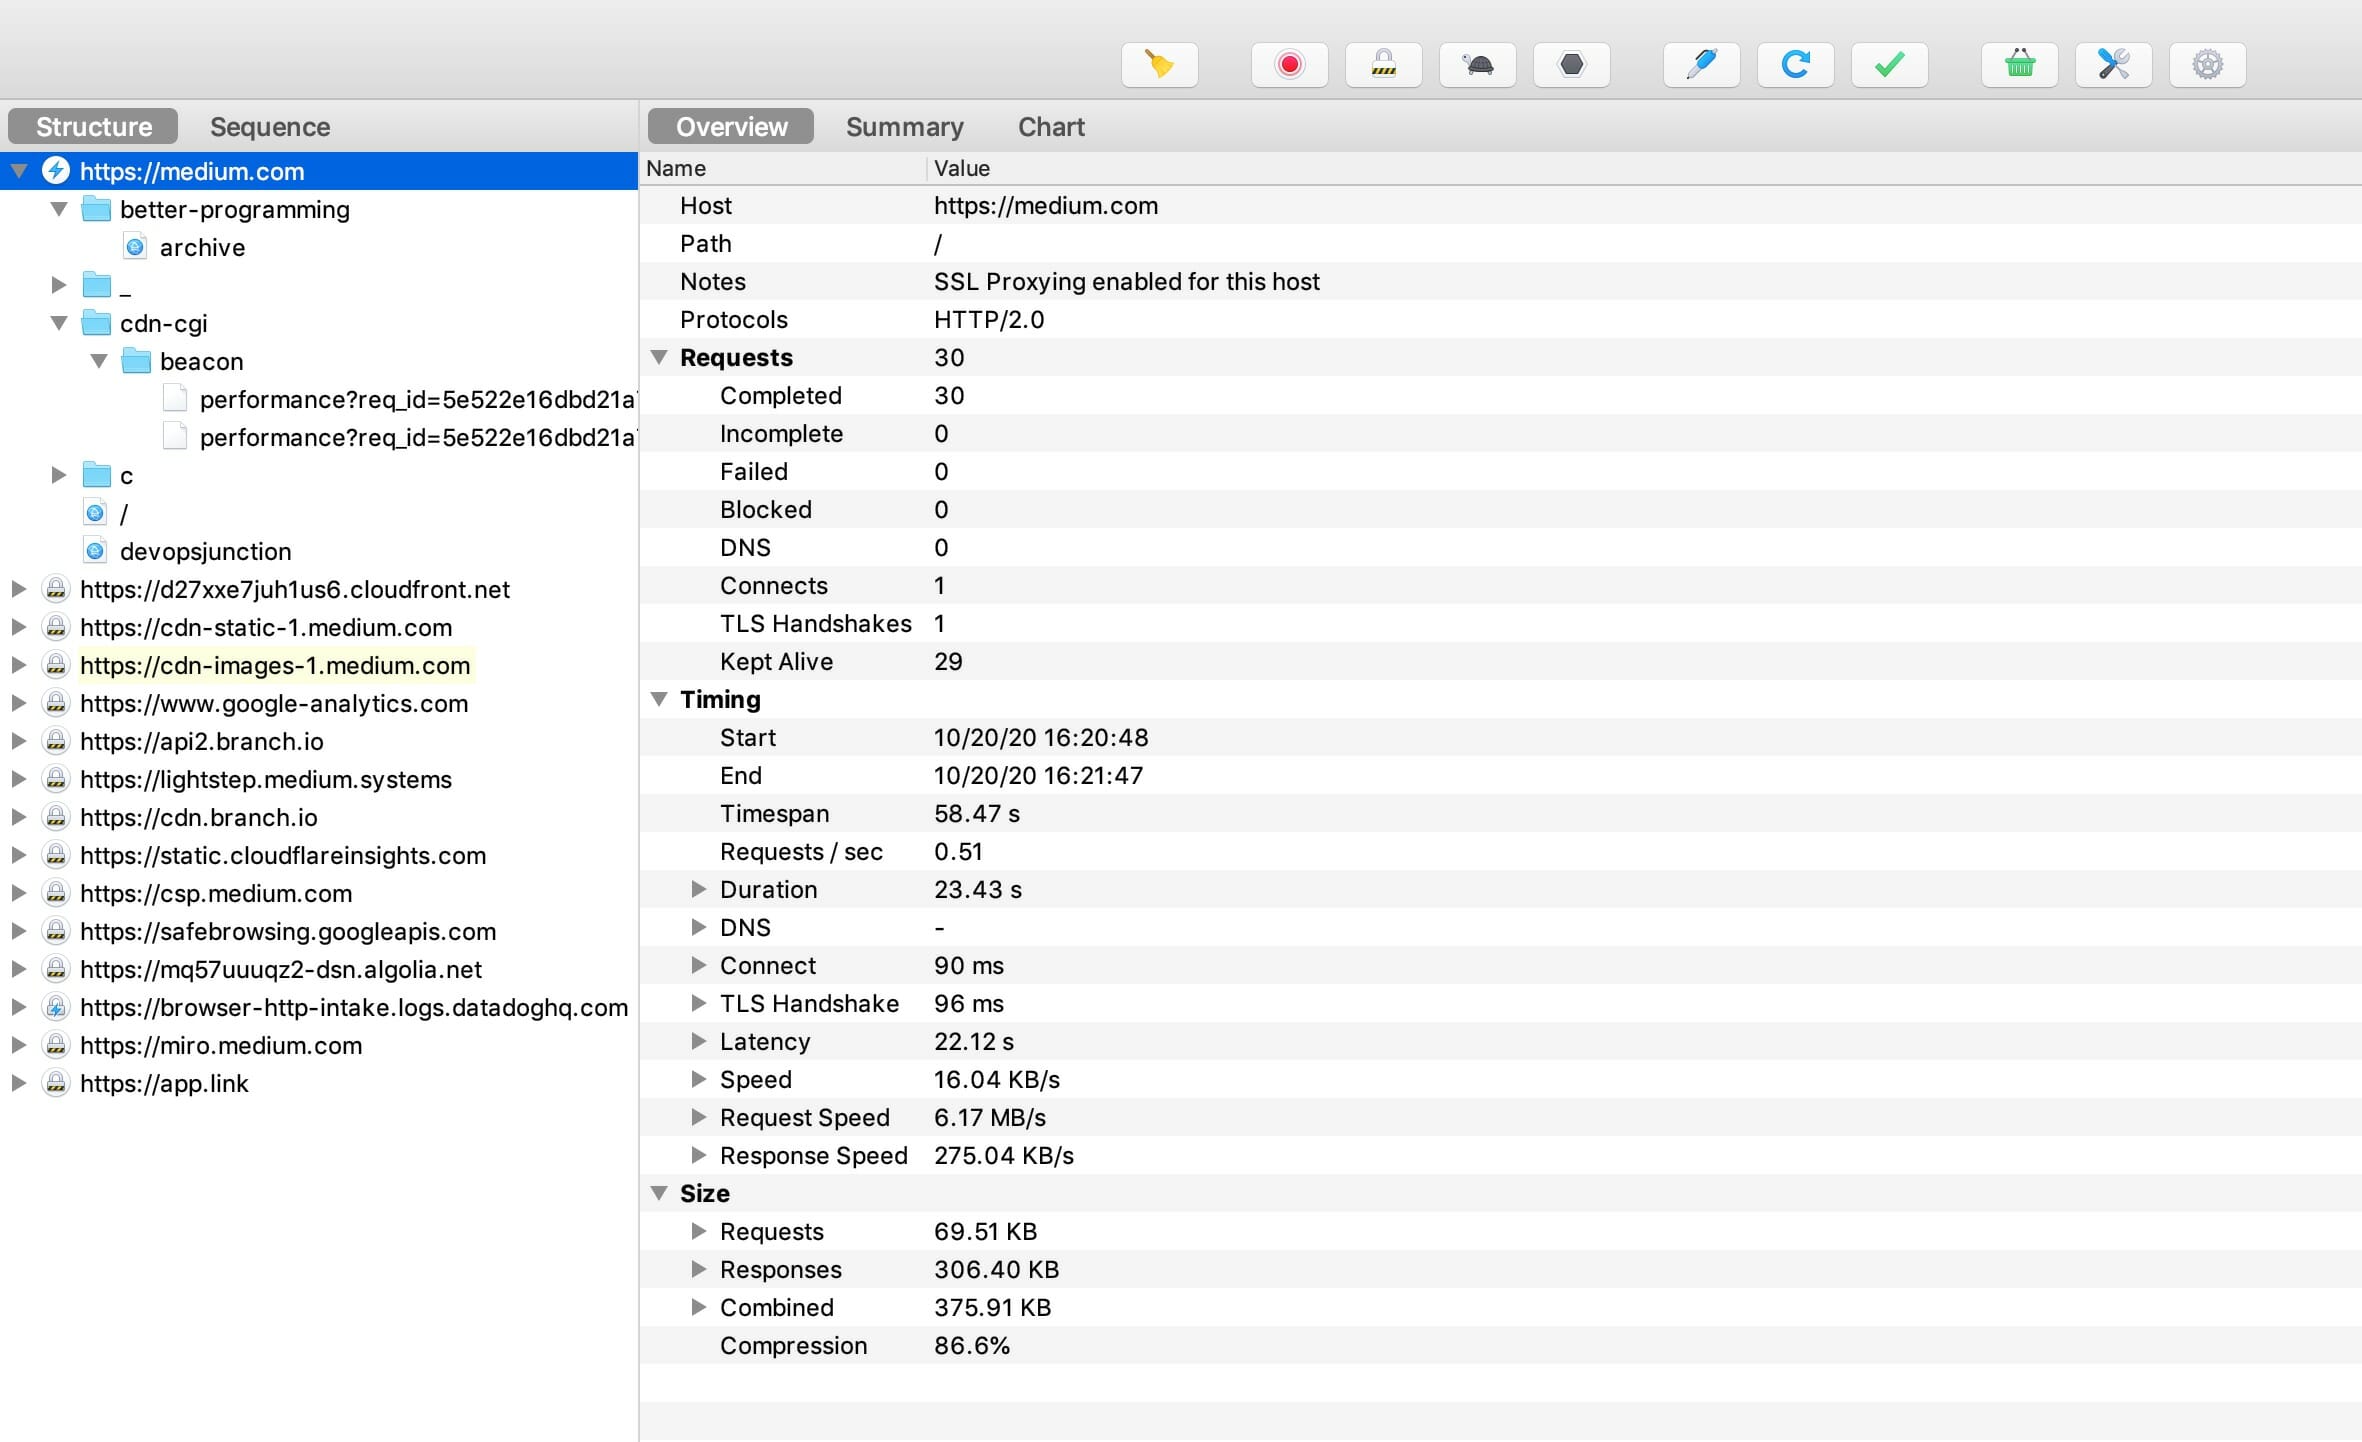 Structure Sequence
https://medium.com
better-programming
archive
_
cdn-cgi
beacon
performance?req_id=5e522e16dbd21a
performance?req_id=5e522e16dbd21a
c
/
devopsjunction
https://d27xxe7juh1us6.cloudfront.net
https://cdn-static-1.medium.com
https://cdn-images-1.medium.com
https://www.google-analytics.com
https://api2.branch.io
https://lightstep.medium.systems
https://cdn.branch.io
https://static.cloudflareinsights.com
https://csp.medium.com
https://safebrowsing.googleapis.com
https://mq57uuuqz2-dsn.algolia.net
https://browser-http-intake.logs.datadoghq.com
https://miro.medium.com
https://app.link
Overview Summary Chart
Name Value
Host https://medium.com
Path /
Notes SSL Proxying enabled for this host
Protocols HTTP/2.0
Requests 30
Completed 30
Incomplete 0
Failed 0
Blocked 0
DNS 0
Connects 1
TLS Handshakes 1
Kept Alive 29
Timing
Start 10/20/20 16:20:48
End 10/20/20 16:21:47
Timespan 58.47 s
Requests / sec 0.51
Duration 23.43 s
DNS -
Connect 90 ms
TLS Handshake 96 ms
Latency 22.12 s
Speed 16.04 KB/s
Request Speed 6.17 MB/s
Response Speed 275.04 KB/s
Size
Requests 69.51 KB
Responses 306.40 KB
Combined 375.91 KB
Compression 86.6%